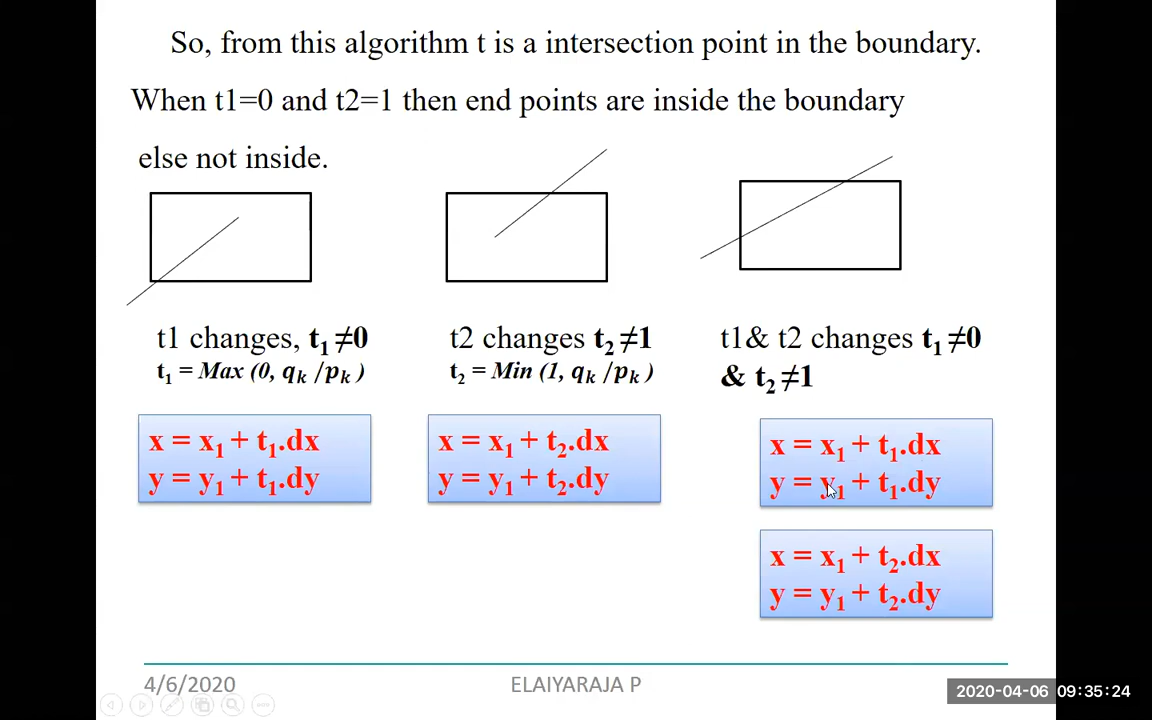 So, from this algorithm t is a intersection point in the boundary.
When t1=0 and t2=1 then end points are inside the boundary
else not inside.
t1 changes, t₁ ≠0
t₁ = Max (0, qₖ /pₖ )
t2 changes t₂ ≠1
t₂ = Min (1, qₖ /pₖ )
t1& t2 changes t₁ ≠0
& t₂ ≠1
x = x₁ + t₁.dx
y = y₁ + t₁.dy
x = x₁ + t₂.dx
y = y₁ + t₂.dy
x = x₁ + t₁.dx
y = y₁ + t₁.dy
x = x₁ + t₂.dx
y = y₁ + t₂.dy
4/6/2020
ELAIYARAJA P
2020-04-06 09:35:24